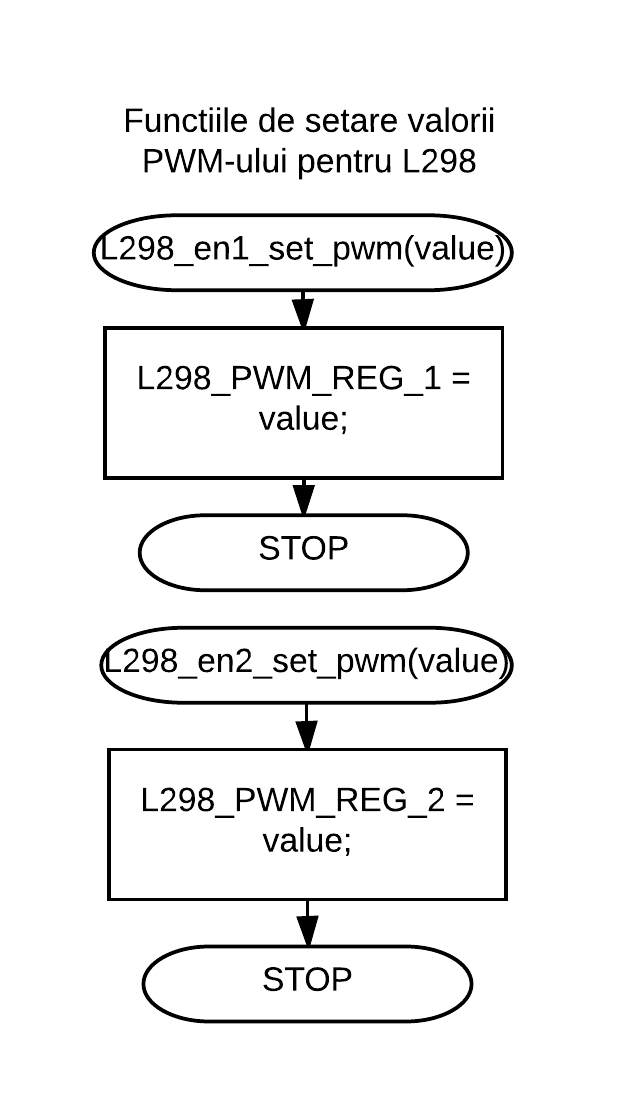 Functiile de setare valorii
PWM-ului pentru L298
L298_en1_set_pwm(value)
L298_PWM_REG_1 =
value;
STOP
L298_en2_set_pwm(value)
L298_PWM_REG_2 =
value;
STOP